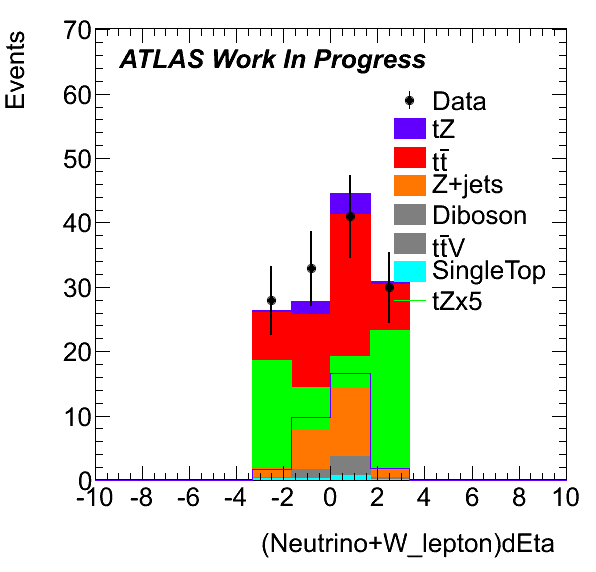 Events
70
60
50
40
30
20
10
0
ATLAS Work In Progress
Data
tZ
tt̄
Z+jets
Diboson
tt̄V
SingleTop
tZx5
-10 -8 -6 -4 -2 0 2 4 6 8 10
(Neutrino+W_lepton)dEta